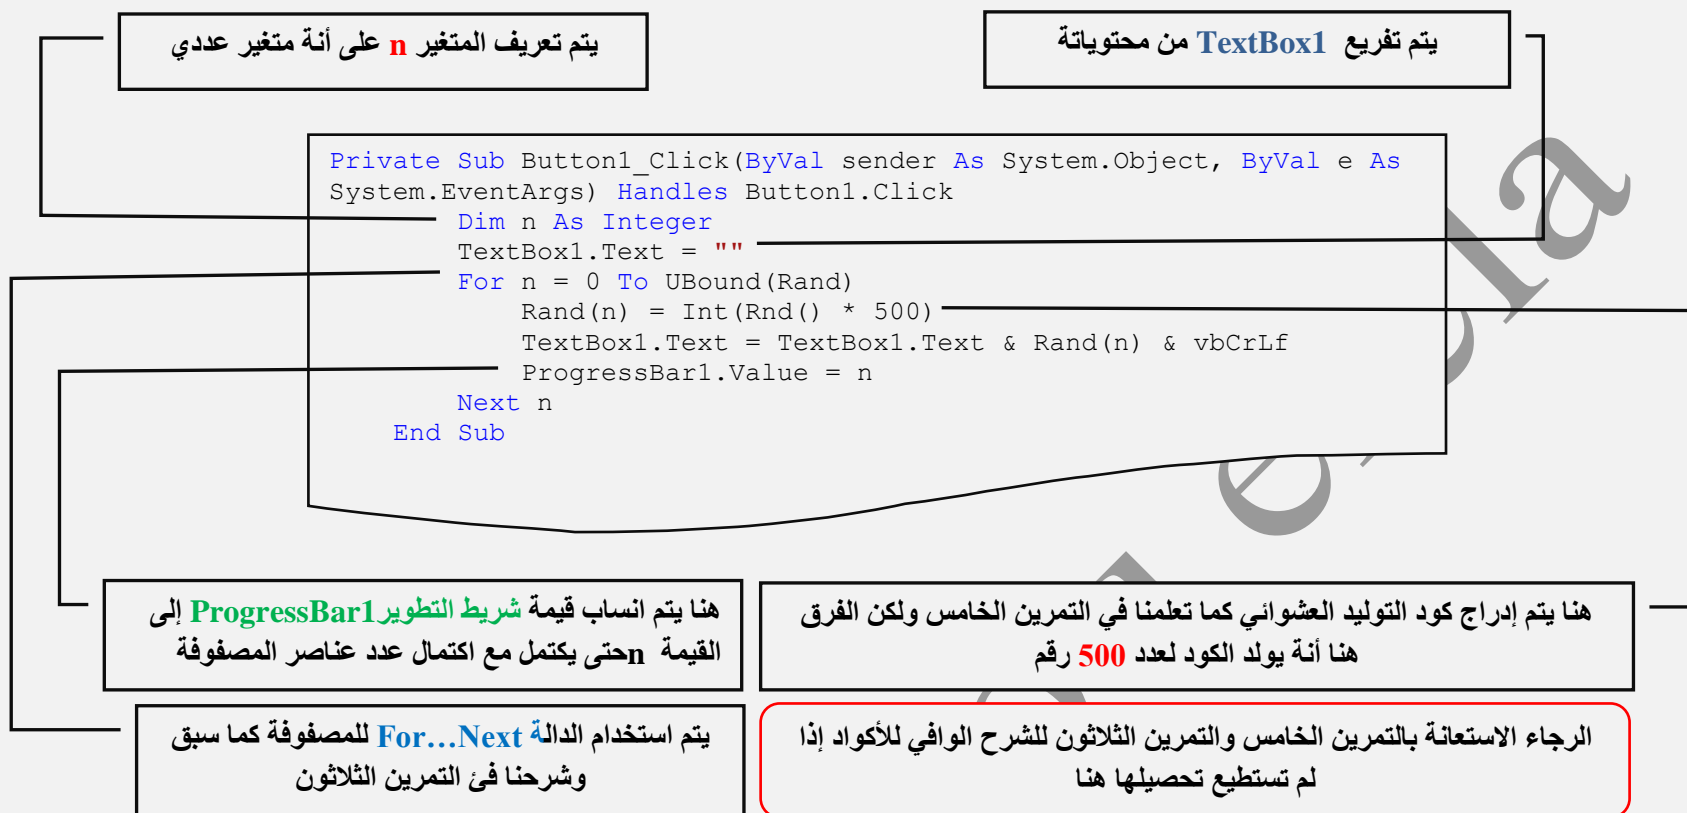 يتم تفريغ TextBox1 من محتوياتة
يتم تعريف المتغير n على أنة متغير عددي
Private Sub Button1_Click(ByVal sender As System.Object, ByVal e As
System.EventArgs) Handles Button1.Click
Dim n As Integer
TextBox1.Text = ""
For n = 0 To UBound(Rand)
Rand(n) = Int(Rnd() * 500)
TextBox1.Text = TextBox1.Text & Rand(n) & vbCrLf
ProgressBar1.Value = n
Next n
End Sub
هنا يتم إدراج كود التوليد العشوائي كما تعلمنا في التمرين الخامس ولكن الفرق
هنا أنة يولد الكود لعدد 500 رقم
هنا يتم انساب قيمة شريط التطوير ProgressBar1 إلى
القيمة n حتى يكتمل مع اكتمال عدد عناصر المصفوفة
الرجاء الاستعانة بالتمرين الخامس والتمرين الثلاثون للشرح الوافي للأكواد إذا
لم تستطيع تحصيلها هنا
يتم استخدام الدالة For…Next للمصفوفة كما سبق
وشرحنا فئ التمرين الثلاثون